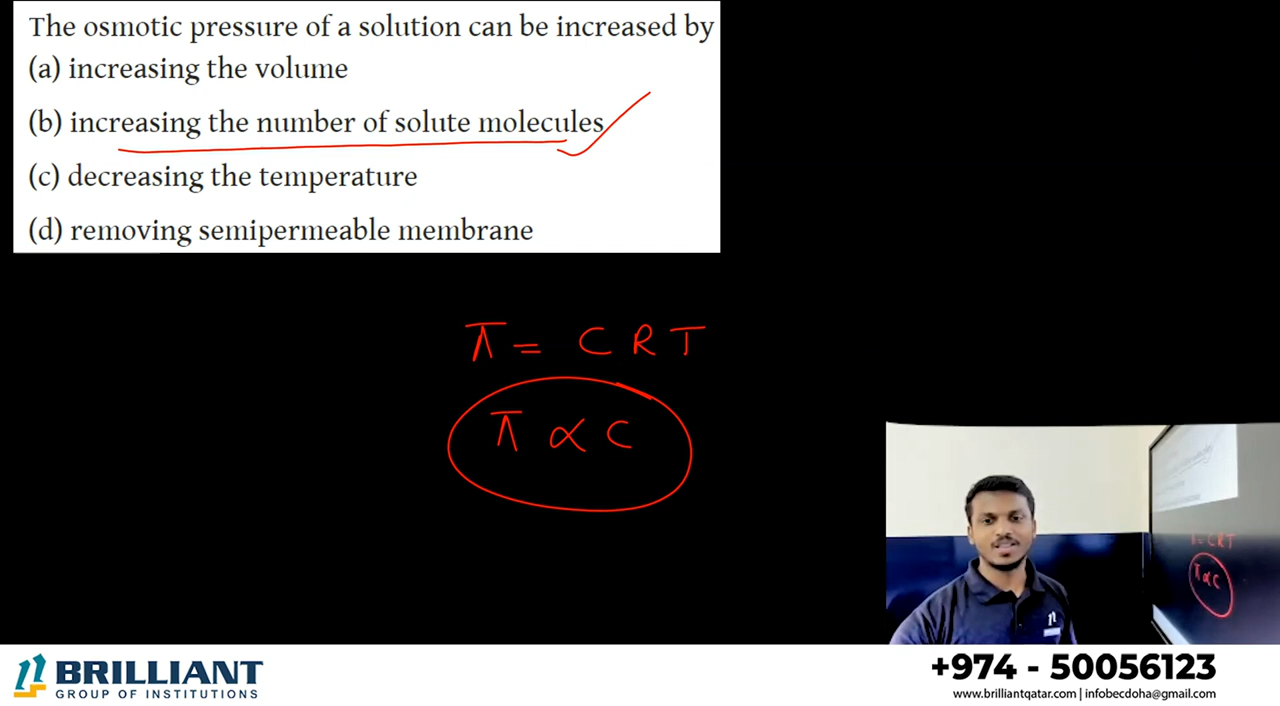 The osmotic pressure of a solution can be increased by
(a) increasing the volume
(b) increasing the number of solute molecules
(c) decreasing the temperature
(d) removing semipermeable membrane
π = C R T
π ∝ C
π = CRT
π ∝ C
BRILLIANT
GROUP OF INSTITUTIONS
+974 - 50056123
www.brilliantqatar.com | infobecdoha@gmail.com